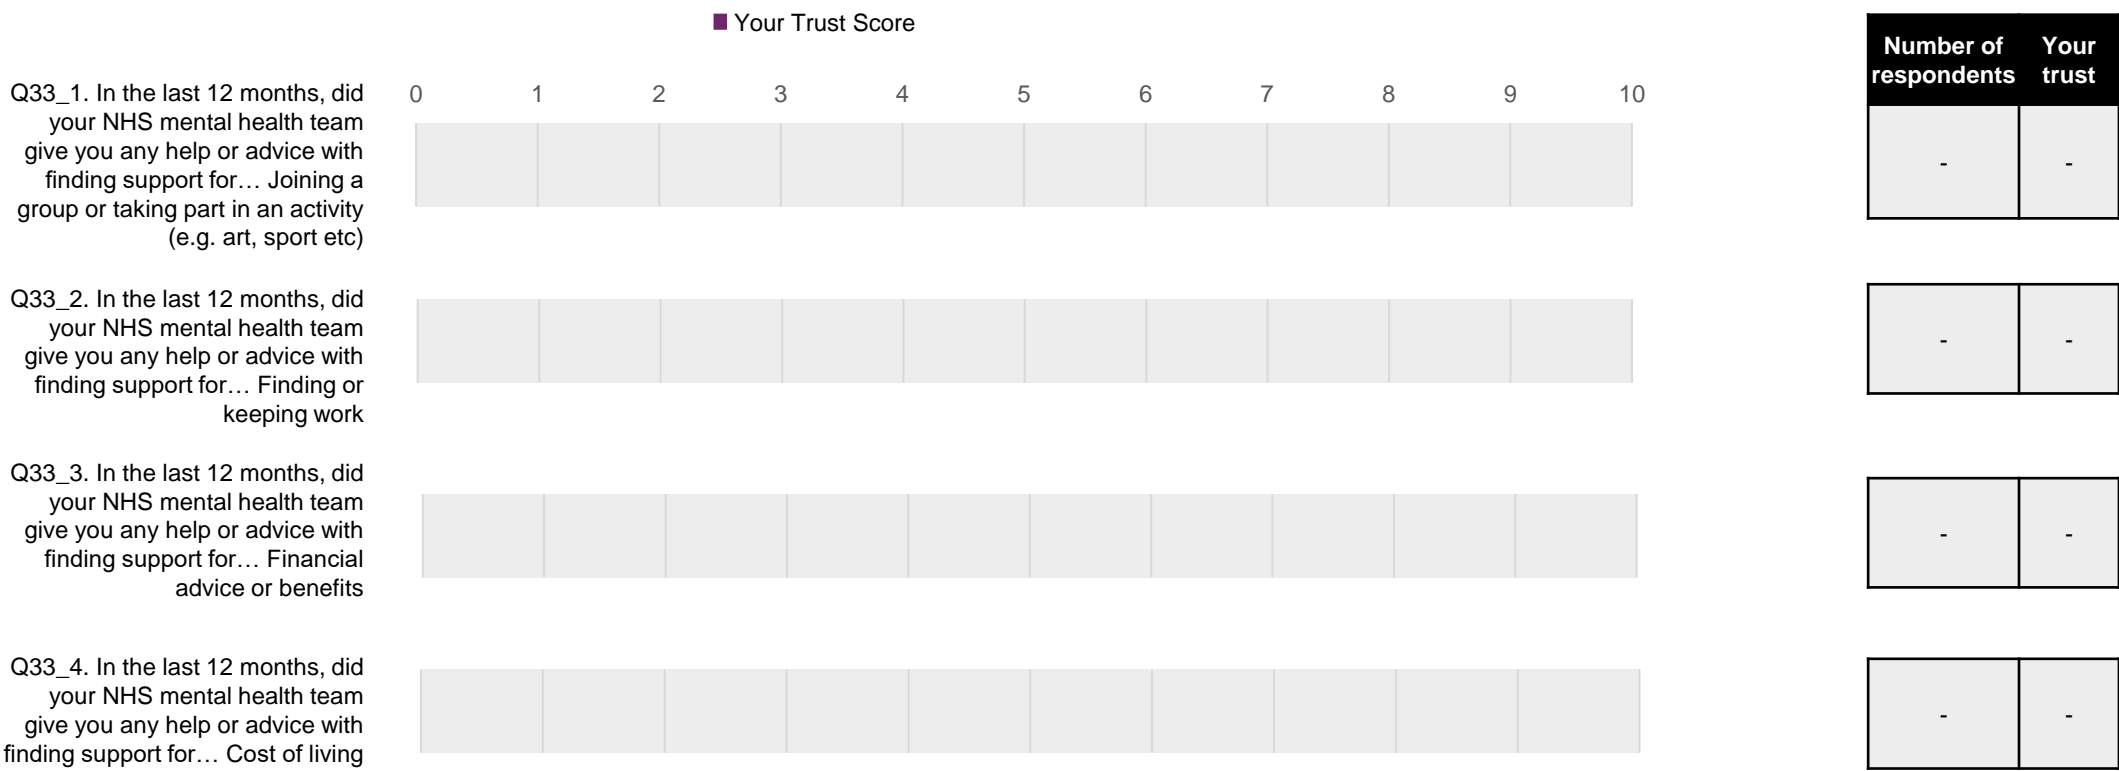 Your Trust Score
Number of
respondents
Your
trust
0 1 2 3 4 5 6 7 8 9 10
Q33_1. In the last 12 months, did
your NHS mental health team
give you any help or advice with
finding support for… Joining a
group or taking part in an activity
(e.g. art, sport etc)
- -
Q33_2. In the last 12 months, did
your NHS mental health team
give you any help or advice with
finding support for… Finding or
keeping work
- -
Q33_3. In the last 12 months, did
your NHS mental health team
give you any help or advice with
finding support for… Financial
advice or benefits
- -
Q33_4. In the last 12 months, did
your NHS mental health team
give you any help or advice with
finding support for… Cost of living
- -